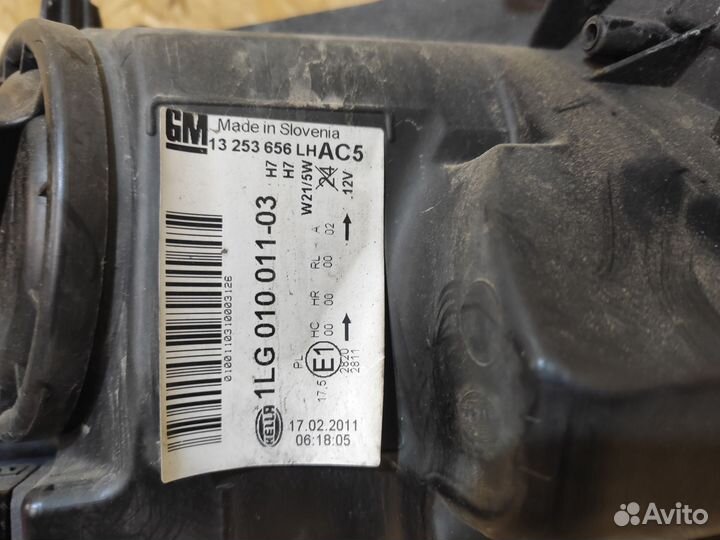 GM Made in Slovenia
13 253 656 LH AC5
H7
H7
W21/5W
24
.12V
1LG 010 011-03
0100110310003126
PL HC HR RL - A
00 00 00 02
17.5 E1
2820
2811
HELLA
17.02.2011
06:18:05
Avito